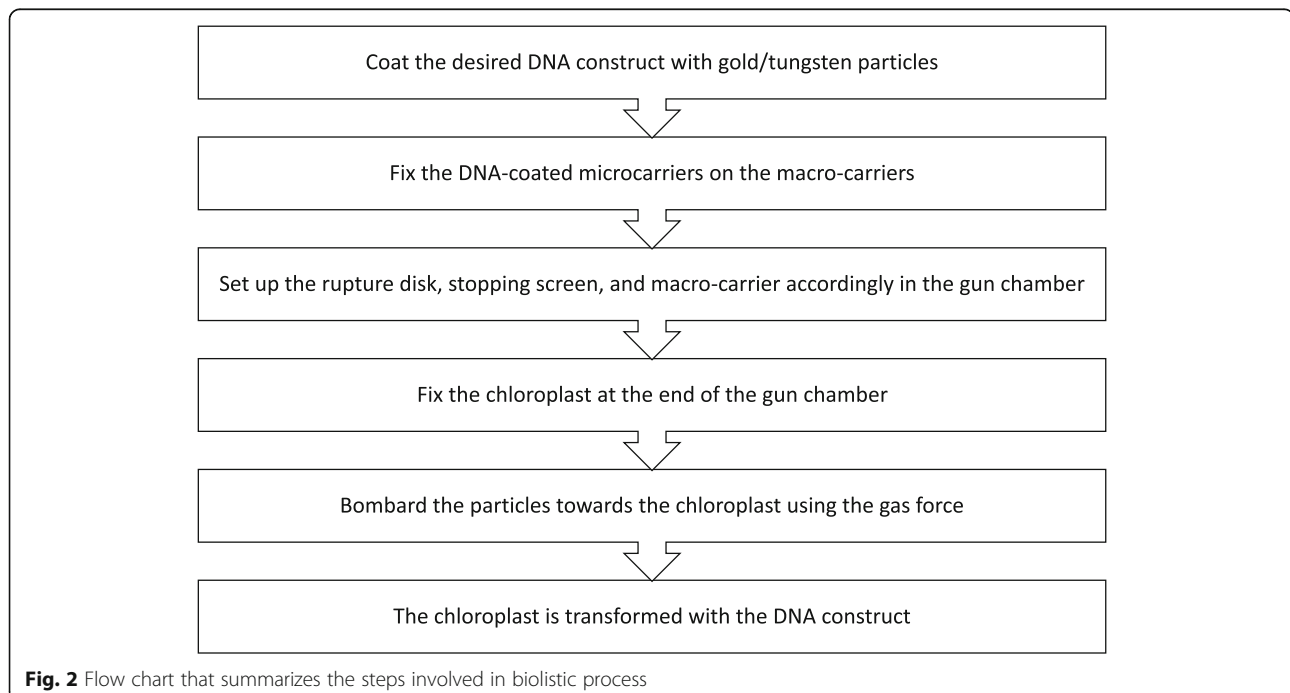 Coat the desired DNA construct with gold/tungsten particles
Fix the DNA-coated microcarriers on the macro-carriers
Set up the rupture disk, stopping screen, and macro-carrier accordingly in the gun chamber
Fix the chloroplast at the end of the gun chamber
Bombard the particles towards the chloroplast using the gas force
The chloroplast is transformed with the DNA construct
Fig. 2 Flow chart that summarizes the steps involved in biolistic process